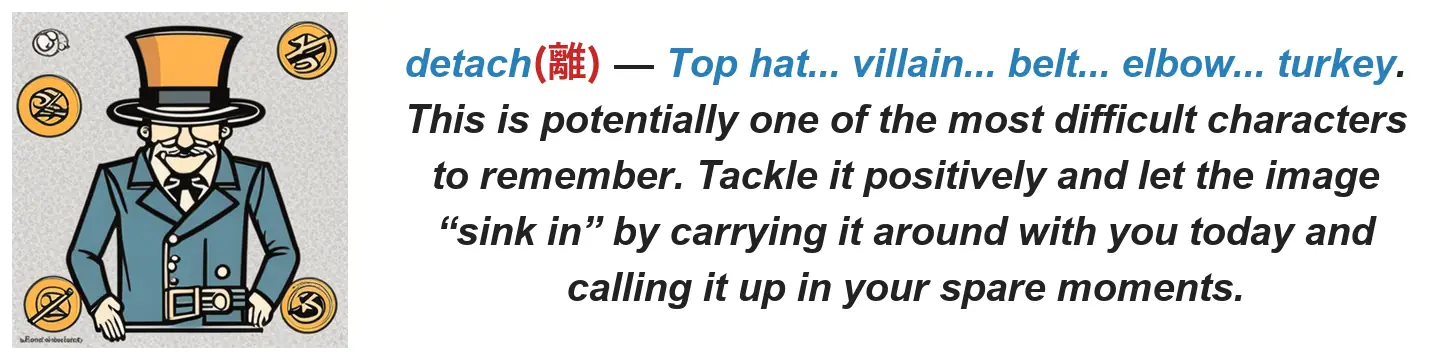 detach(離) — Top hat... villain... belt... elbow... turkey.
This is potentially one of the most difficult characters
to remember. Tackle it positively and let the image
“sink in” by carrying it around with you today and
calling it up in your spare moments.